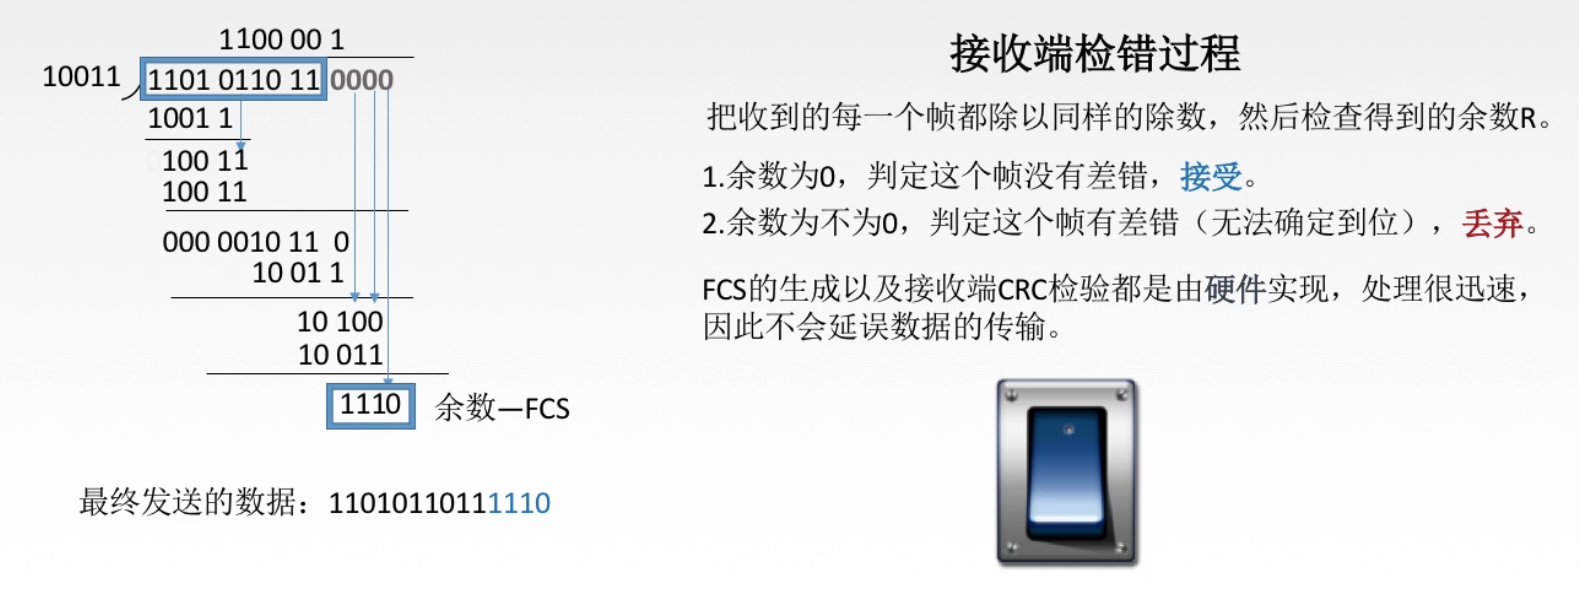 1100 00 1
10011 1101 0110 11 0000
1001 1
100 11
100 11
000 0010 11 0
10 01 1
10 100
10 011
1110 余数—FCS
最终发送的数据：11010110111110
接收端检错过程
把收到的每一个帧都除以同样的除数，然后检查得到的余数R。
1.余数为0，判定这个帧没有差错，接受。
2.余数为不为0，判定这个帧有差错（无法确定到位），丢弃。
FCS的生成以及接收端CRC检验都是由硬件实现，处理很迅速，
因此不会延误数据的传输。